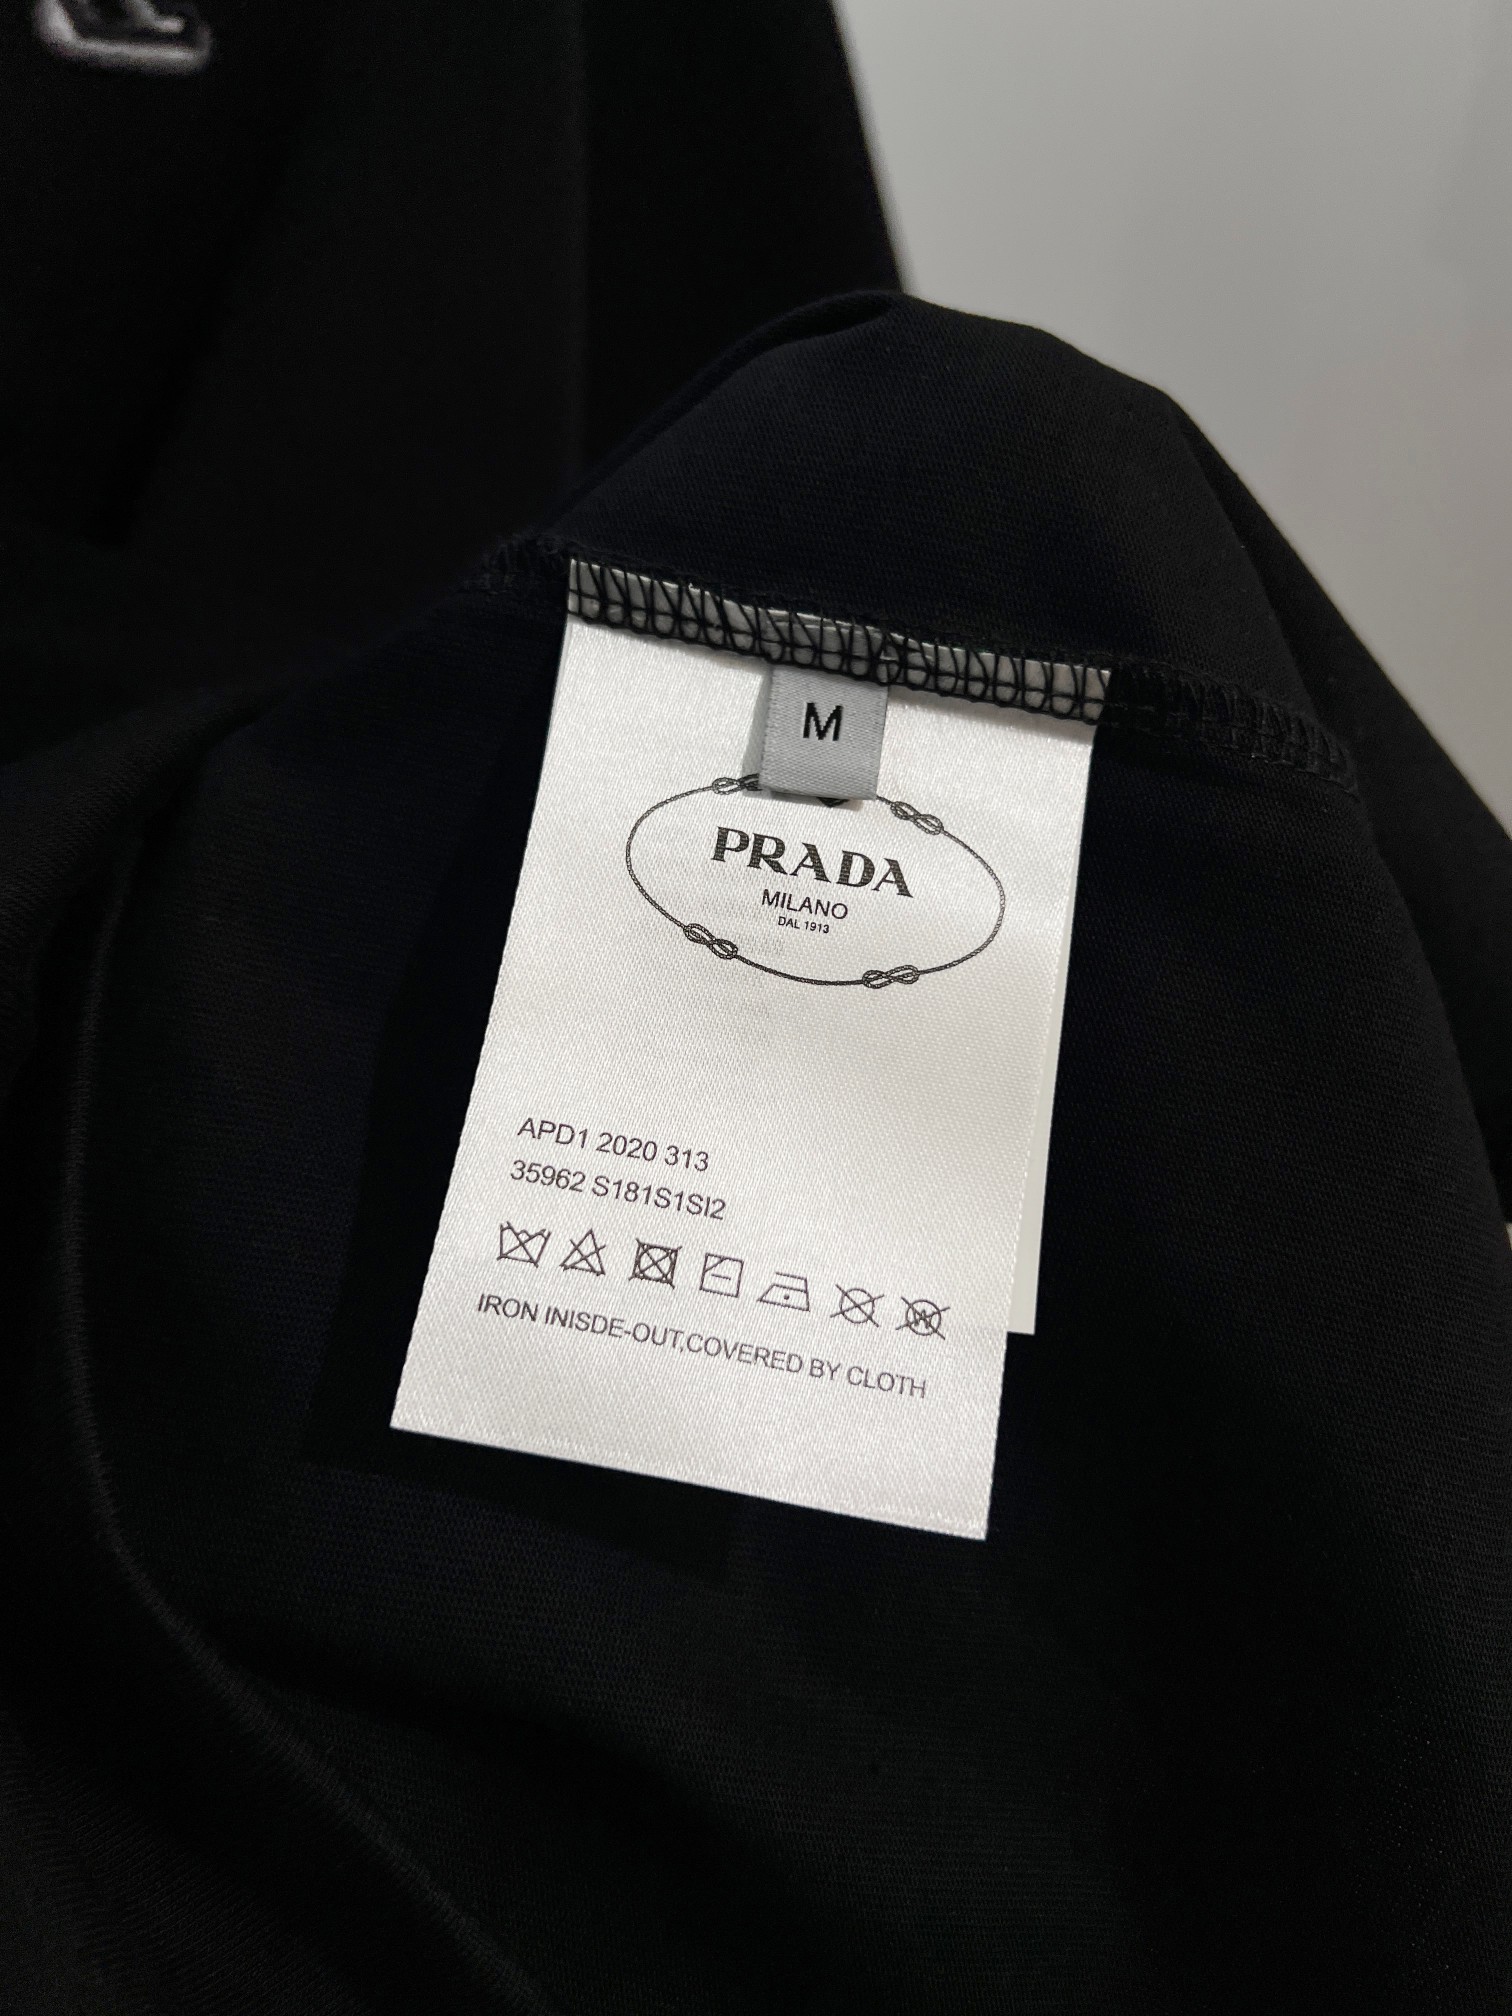 M
PRADA
MILANO
DAL 1913
APD1 2020 313
35962 S181S1SI2
IRON INISDE-OUT,COVERED BY CLOTH